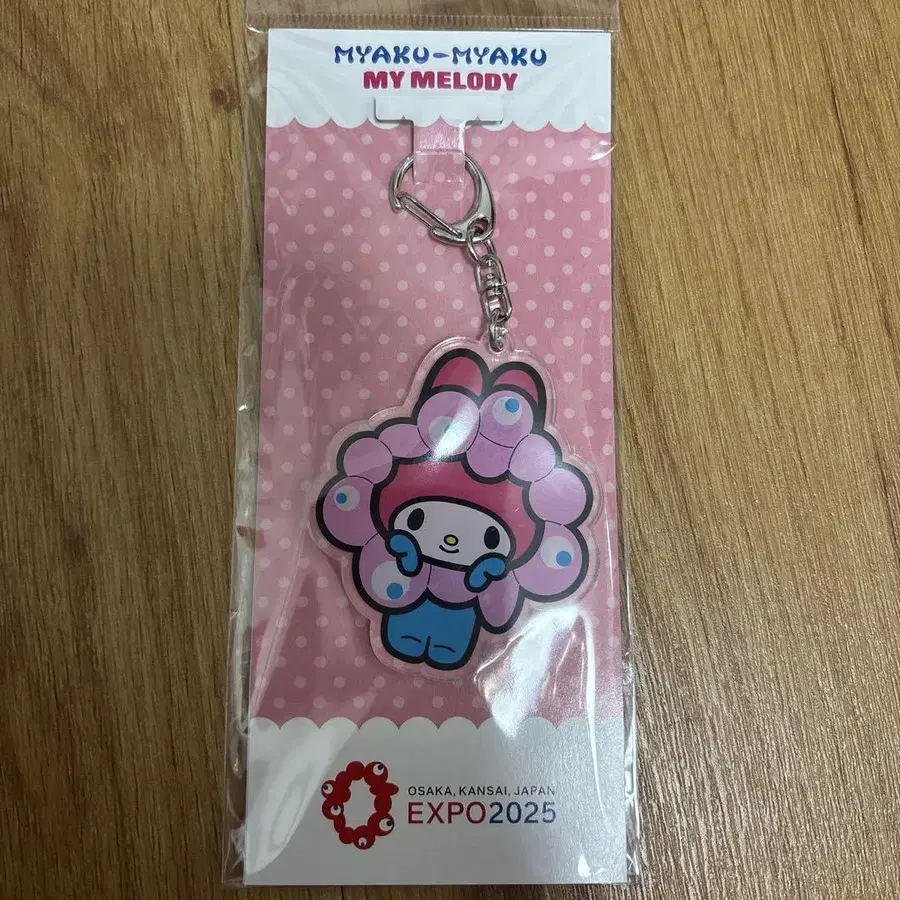 MYAKU-MYAKU
MY MELODY
OSAKA, KANSAI, JAPAN
EXPO2025